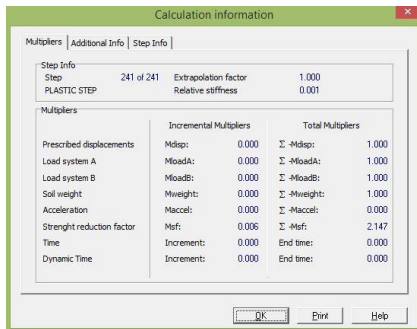 Calculation information
Multipliers Additional Info Step Info
Step Info
Step 241 of 241 Extrapolation factor 1.000
PLASTIC STEP Relative stiffness 0.001
Multipliers
Incremental Multipliers Total Multipliers
Prescribed displacements Mdisp: 0.000 Σ -Mdisp: 1.000
Load system A MloadA: 0.000 Σ -MloadA: 1.000
Load system B MloadB: 0.000 Σ -MloadB: 1.000
Soil weight Mweight: 0.000 Σ -Mweight: 1.000
Acceleration Maccel: 0.000 Σ -Maccel: 0.000
Strenght reduction factor Msf: 0.006 Σ -Msf: 2.147
Time Increment: 0.000 End time: 0.000
Dynamic Time Increment: 0.000 End time: 0.000
OK Print Help